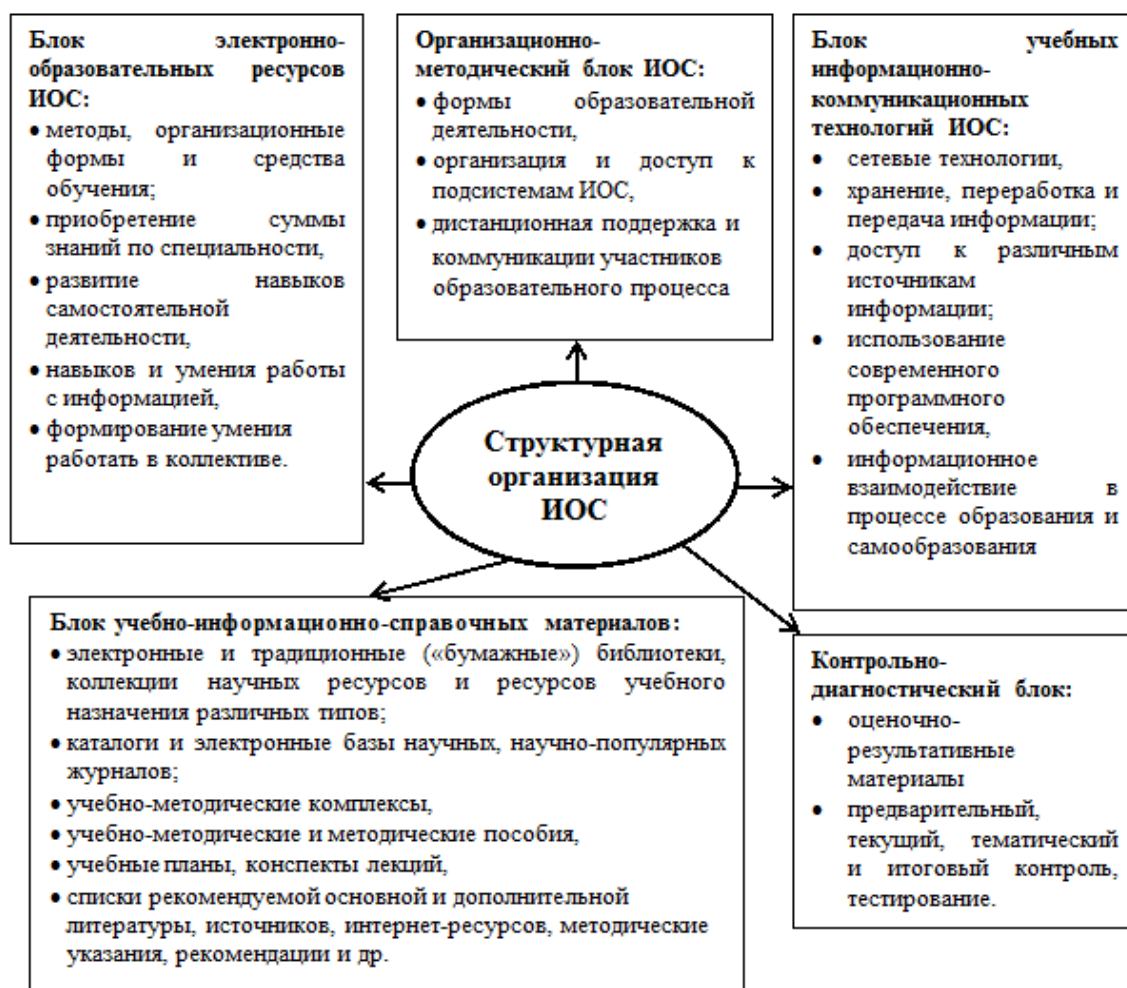 Блок электронно-
образовательных ресурсов
ИОС:
• методы, организационные
формы и средства
обучения;
• приобретение суммы
знаний по специальности,
• развитие навыков
самостоятельной
деятельности,
• навыков и умения работы
с информацией,
• формирование умения
работать в коллективе.
Организационно-
методический блок ИОС:
• формы образовательной
деятельности,
• организация и доступ к
подсистемам ИОС,
• дистанционная поддержка и
коммуникации участников
образовательного процесса
Блок учебных
информационно-
коммуникационных
технологий ИОС:
• сетевые технологии,
• хранение, переработка и
передача информации;
• доступ к различным
источникам
информации;
• использование
современного
программного
обеспечения,
• информационное
взаимодействие в
процессе образования и
самообразования
Структурная
организация
ИОС
Блок учебно-информационно-справочных материалов:
• электронные и традиционные («бумажные») библиотеки,
коллекции научных ресурсов и ресурсов учебного
назначения различных типов;
• каталоги и электронные базы научных, научно-популярных
журналов;
• учебно-методические комплексы,
• учебно-методические и методические пособия,
• учебные планы, конспекты лекций,
• списки рекомендуемой основной и дополнительной
литературы, источников, интернет-ресурсов, методические
указания, рекомендации и др.
Контрольно-
диагностический блок:
• оценочно-
результативные
материалы
• предварительный,
текущий, тематический
и итоговый контроль,
тестирование.